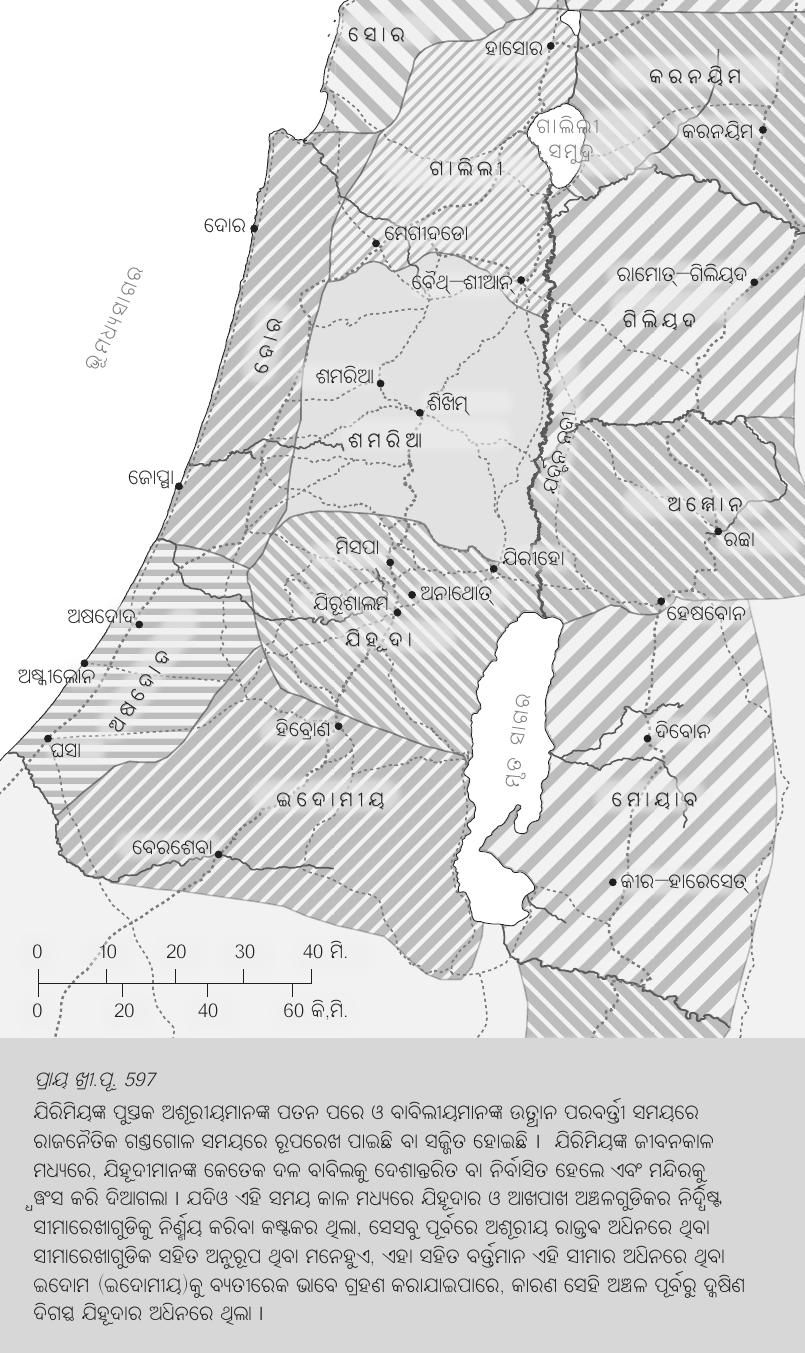 ସୋର
ହାସୋର
କରନୟିମ
କରନୟିମ
ଗାଲିଲୀ
ସମୁଦ୍ର
ଗାଲିଲୀ
ଦୋର
ମେଗୀଦଡୋ
ବୈଥ୍-ଶୀଆନ୍
ରାମୋତ୍-ଗିଲିୟଦ
ଗିଲିୟଦ
ଭୂମଧ୍ୟସାଗର
ଦୋର
ଶମରିଆ
ଶିଖିମ୍
ଶମରିଆ
ଯର୍ଦ୍ଦନ ନଦୀ
ଜୋପ୍ପା
ଅମ୍ମୋନ
ରବ୍ବା
ମିସପା
ଯିରୀହୋ
ଅନାଥୋତ୍
ଯିରୁଶାଲମ
ଯିହୂଦା
ହେଷବୋନ
ଅଷଦୋଦ
ଅଷ୍କୀଲୋନ
ଅଷଦୋଦ
ଘସା
ହିବ୍ରୋଣ
ମୃତ ସାଗର
ଦିବୋନ
ଇଦୋମୀୟ
ମୋୟାବ
ବେରଶେବା
କୀର-ହାରେସେତ୍
0 10 20 30 40 ମି.
0 20 40 60 କି,ମି.
ପ୍ରାୟ ଖ୍ରୀ.ପୂ. 597
ଯିରିମିୟଙ୍କ ପୁସ୍ତକ ଅଶୂରୀୟମାନଙ୍କ ପତନ ପରେ ଓ ବାବିଲୀୟମାନଙ୍କ ଉତ୍ଥାନ ପରବର୍ତ୍ତୀ ସମୟରେ
ରାଜନୈତିକ ଗଣ୍ଡଗୋଳ ସମୟରେ ରୂପରେଖ ପାଇଛି ବା ସଜ୍ଜିତ ହୋଇଛି । ଯିରିମିୟଙ୍କ ଜୀବନକାଳ
ମଧ୍ୟରେ, ଯିହୂଦୀମାନଙ୍କ କେତେକ ଦଳ ବାବିଲକୁ ଦେଶାନ୍ତରିତ ବା ନିର୍ବାସିତ ହେଲେ ଏବଂ ମନ୍ଦିରକୁ
ଧ୍ୱଂସ କରି ଦିଆଗଲା । ଯଦିଓ ଏହି ସମୟ କାଳ ମଧ୍ୟରେ ଯିହୂଦାର ଓ ଆଖପାଖ ଅଞ୍ଚଳଗୁଡିକର ନିର୍ଦ୍ଧିଷ୍ଟ
ସୀମାରେଖାଗୁଡିକୁ ନିର୍ଣ୍ଣୟ କରିବା କଷ୍ଟକର ଥିଲା, ସେସବୁ ପୂର୍ବରେ ଅଶୂରୀୟ ରାଜତ୍ଵ ଅଧିନରେ ଥିବା
ସୀମାରେଖାଗୁଡିକ ସହିତ ଅନୁରୂପ ଥିବା ମନେହୁଏ, ଏହା ସହିତ ବର୍ତ୍ତମାନ ଏହି ସୀମାର ଅଧିନରେ ଥିବା
ଇଦୋମ (ଇଦୋମୀୟ)କୁ ବ୍ୟତୀରେକ ଭାବେ ଗ୍ରହଣ କରାଯାଇପାରେ, କାରଣ ସେହି ଅଞ୍ଚଳ ପୂର୍ବରୁ ଦକ୍ଷିଣ
ଦିଗସ୍ଥ ଯିହୂଦାର ଅଧିନରେ ଥିଲା ।